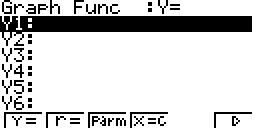 Graph Func :Y=
Y1:
Y2:
Y3:
Y4:
Y5:
Y6:
Y= r= Parm X=c ▷